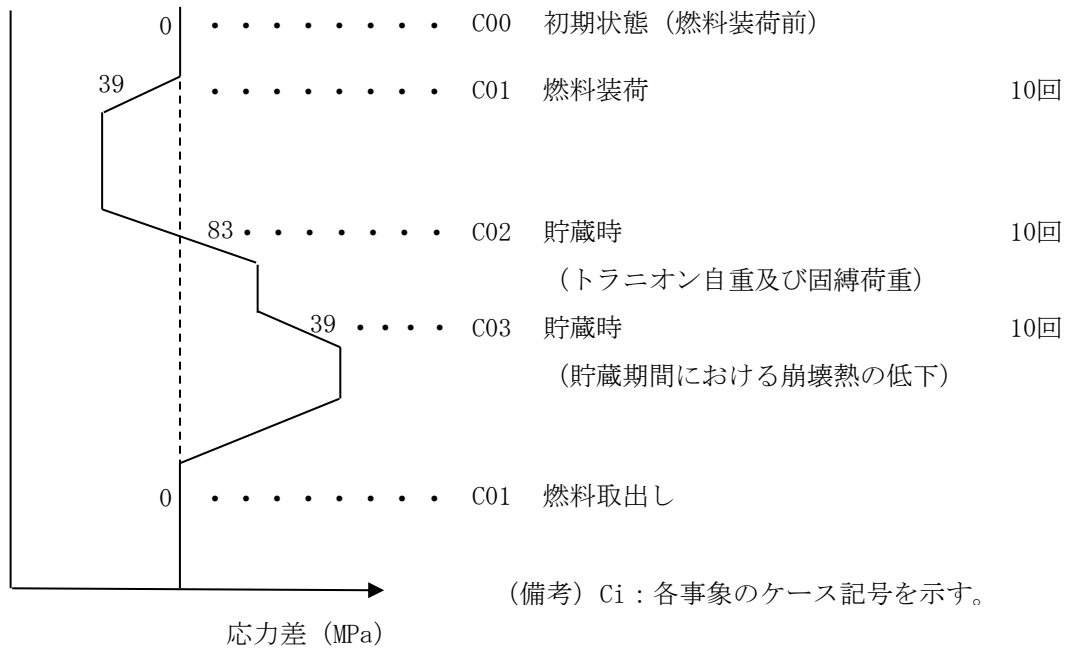 0 ・・・・・・・・ C00 初期状態（燃料装荷前）
39 ・・・・・・・・ C01 燃料装荷 10回
83・・・・・・・ C02 貯蔵時 10回
（トラニオン自重及び固縛荷重）
39 ・・・・ C03 貯蔵時 10回
（貯蔵期間における崩壊熱の低下）
0 ・・・・・・・・ C01 燃料取出し
（備考）Ci：各事象のケース記号を示す。
応力差（MPa）